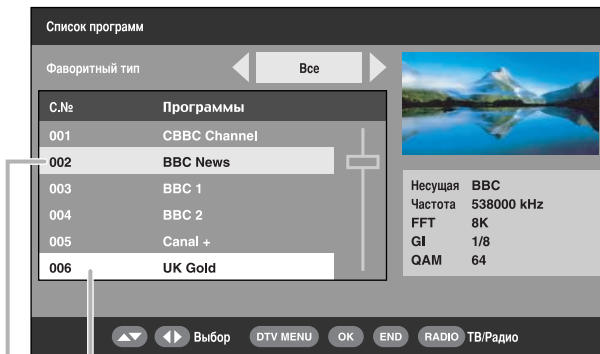 Список программ
Фаворитный тип Все
С.№ Программы
001 CBBC Channel
002 BBC News
003 BBC 1
004 BBC 2
005 Canal +
006 UK Gold
Несущая BBC
Частота 538000 kHz
FFT 8K
GI 1/8
QAM 64
Выбор DTV MENU OK END RADIO ТВ/Радио